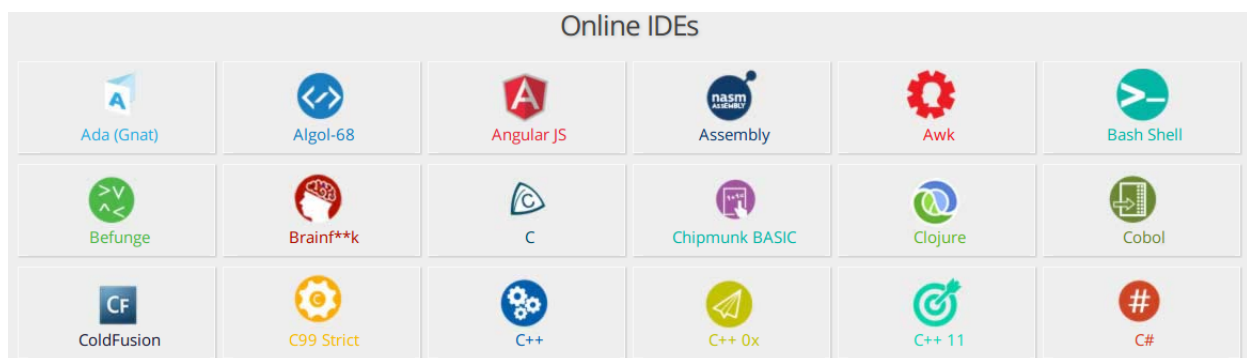 Online IDEs
A
nasm
ASSEMBLY
Ada (Gnat)
Algol-68
Angular JS
Assembly
Awk
Bash Shell
Befunge
Brainf**k
C
C
Chipmunk BASIC
Clojure
Cobol
CF
C
#
ColdFusion
C99 Strict
C++
C++ 0x
C++ 11
C#